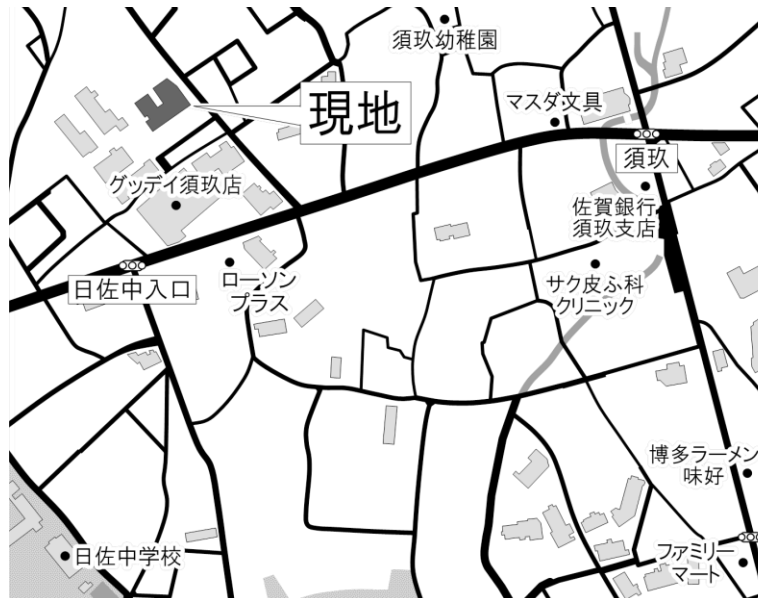 須玖幼稚園
マスダ文具
現地
須玖
グッデイ須玖店
佐賀銀行
須玖支店
日佐中入口
ローソン
プラス
サク皮ふ科
クリニック
博多ラーメン
味好
日佐中学校
ファミリー
マート